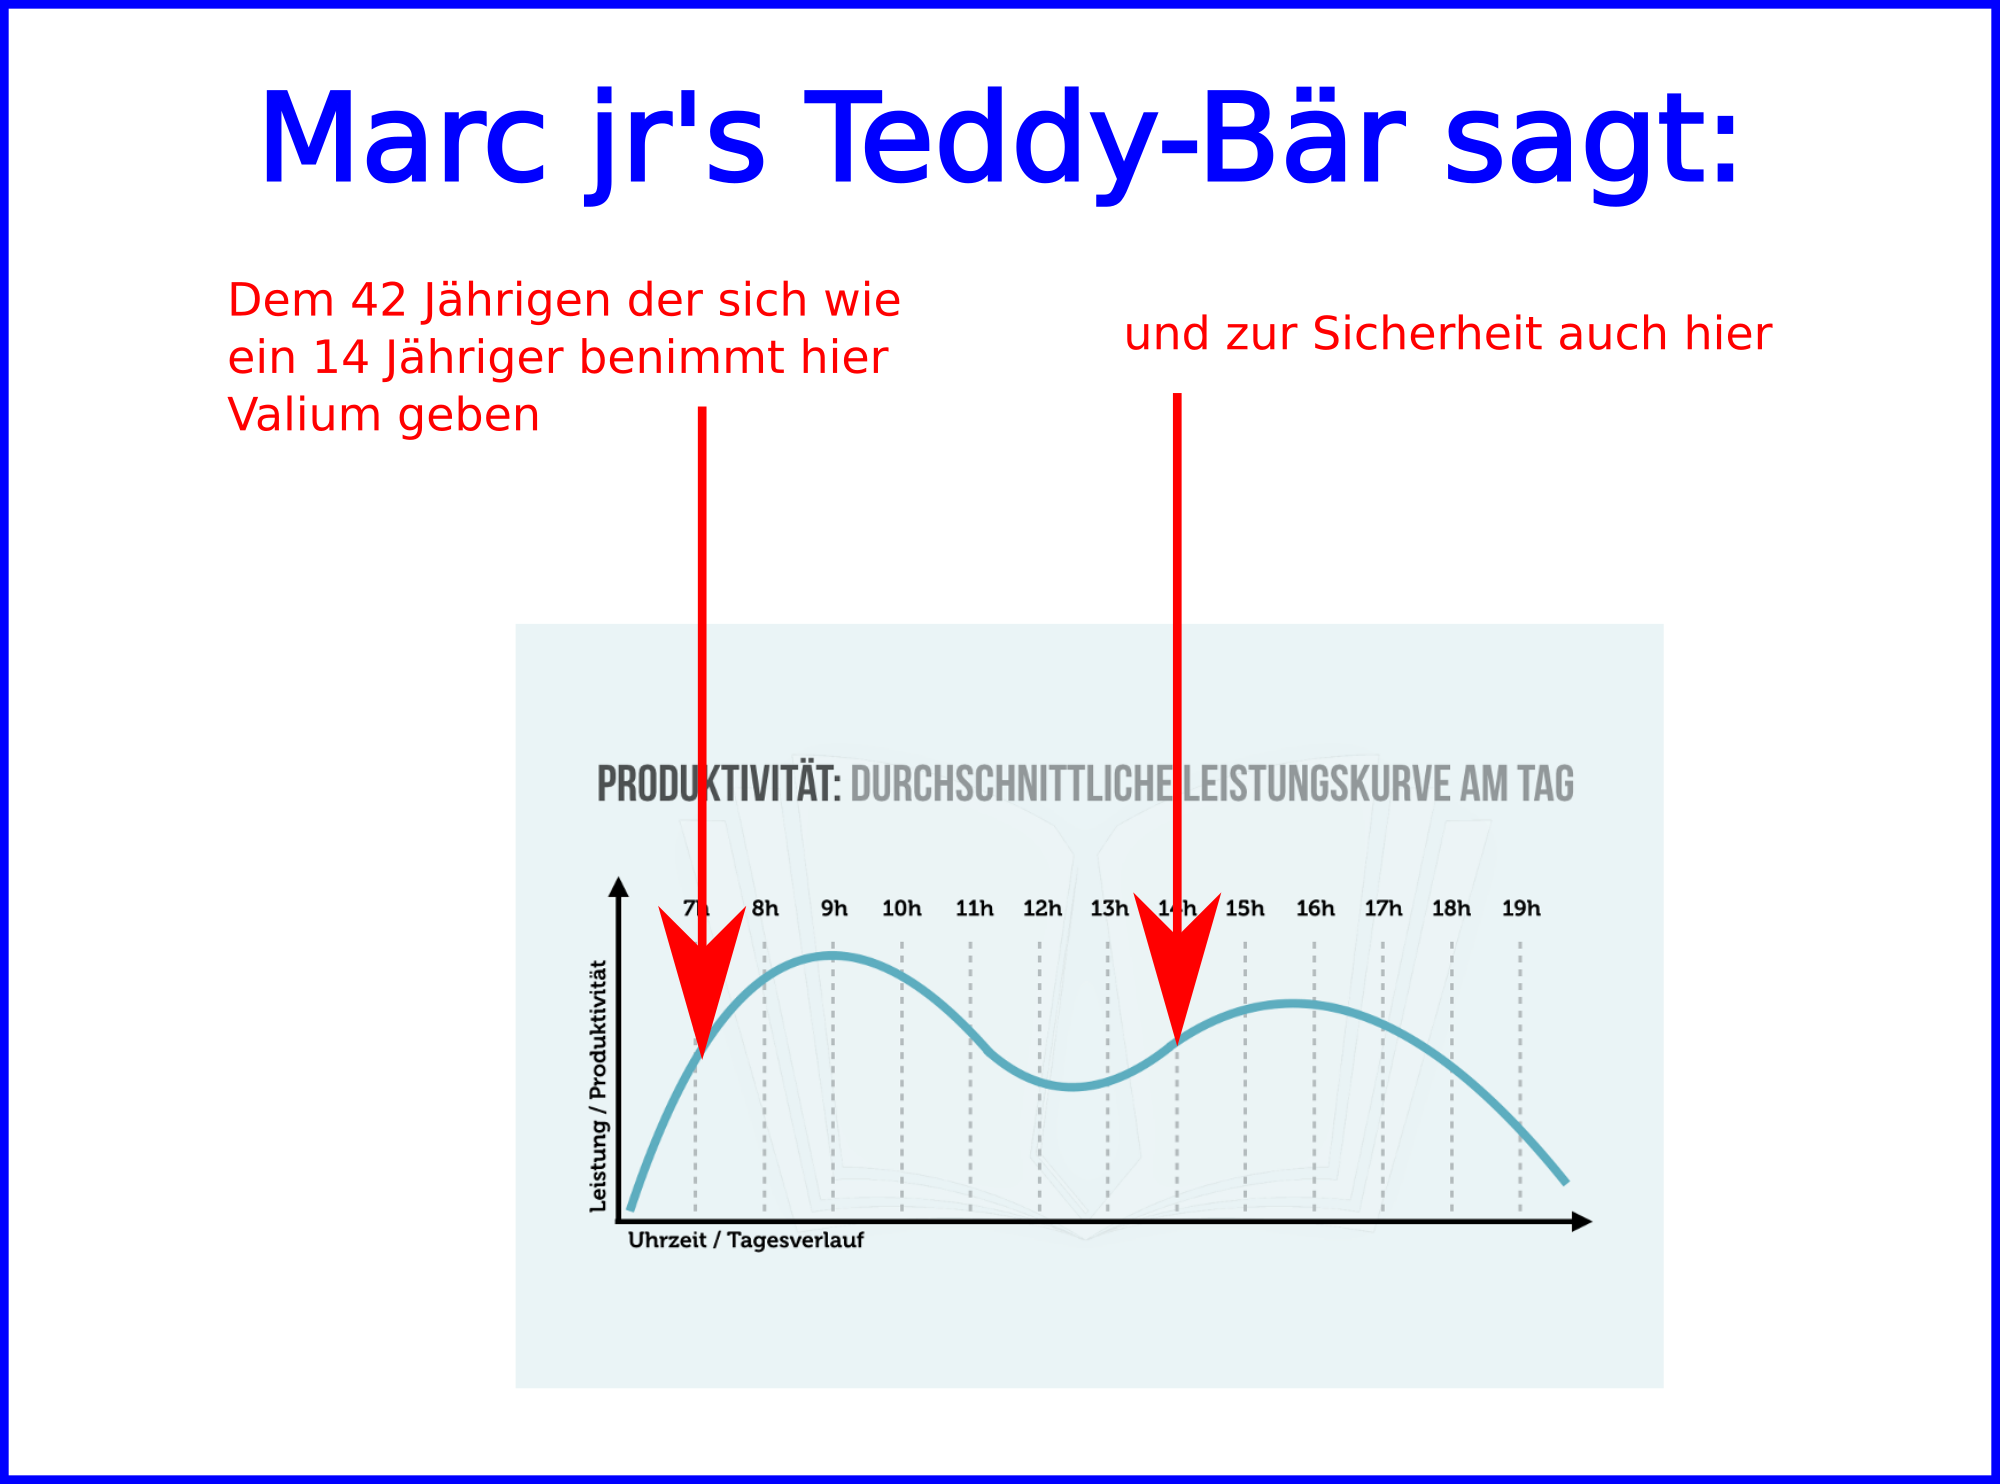 Marc jr's Teddy-Bär sagt:
Dem 42 Jährigen der sich wie
ein 14 Jähriger benimmt hier
Valium geben
und zur Sicherheit auch hier
PRODUKTIVITÄT: DURCHSCHNITTLICHE LEISTUNGSKURVE AM TAG
7h 8h 9h 10h 11h 12h 13h 14h 15h 16h 17h 18h 19h
Leistung / Produktivität
Uhrzeit / Tagesverlauf